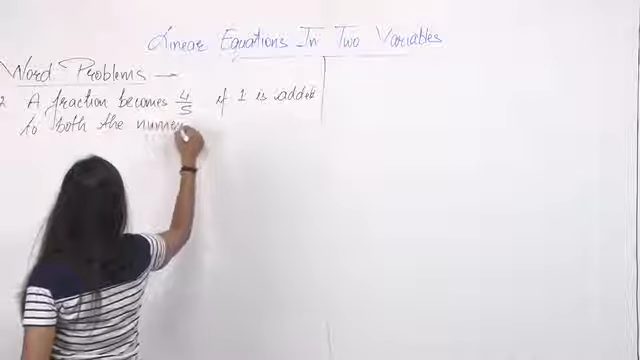 Linear Equations In Two Variables
Word Problems —
2 A fraction becomes 4/5 if 1 is added
to both the numer